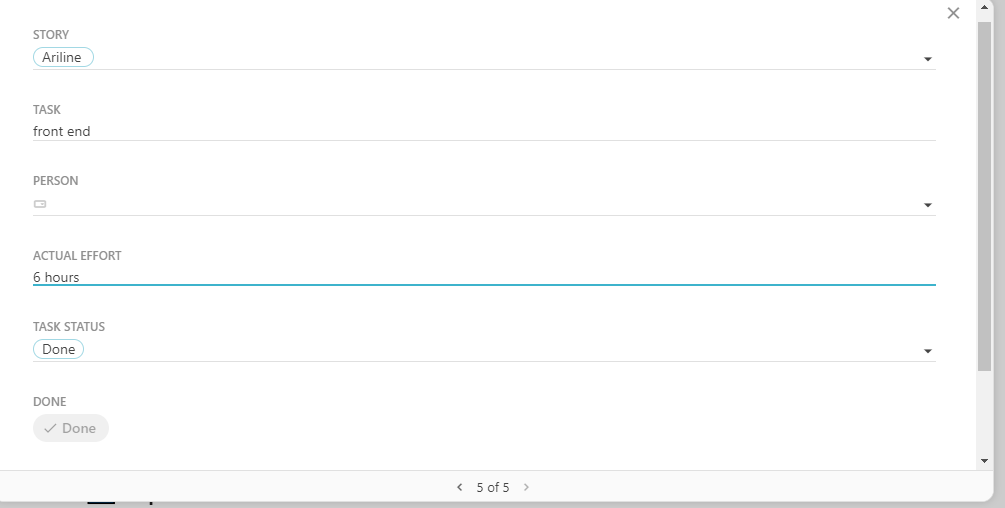 STORY
Ariline
TASK
front end
PERSON
ACTUAL EFFORT
6 hours
TASK STATUS
Done
DONE
Done
5 of 5